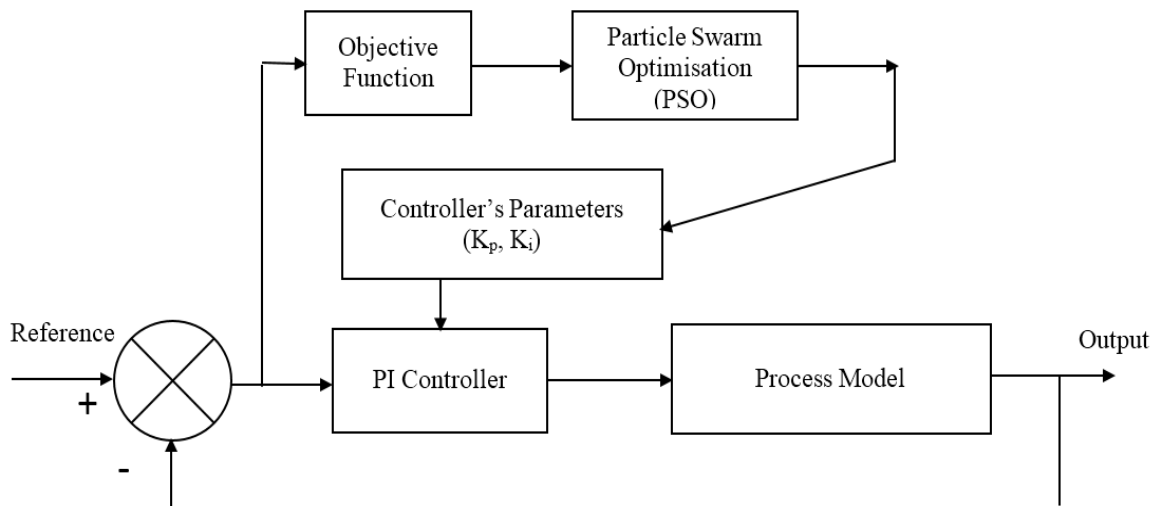 Objective
Function
Particle Swarm
Optimisation
(PSO)
Controller’s Parameters
(Kₚ, Kᵢ)
Reference
+
-
PI Controller
Process Model
Output